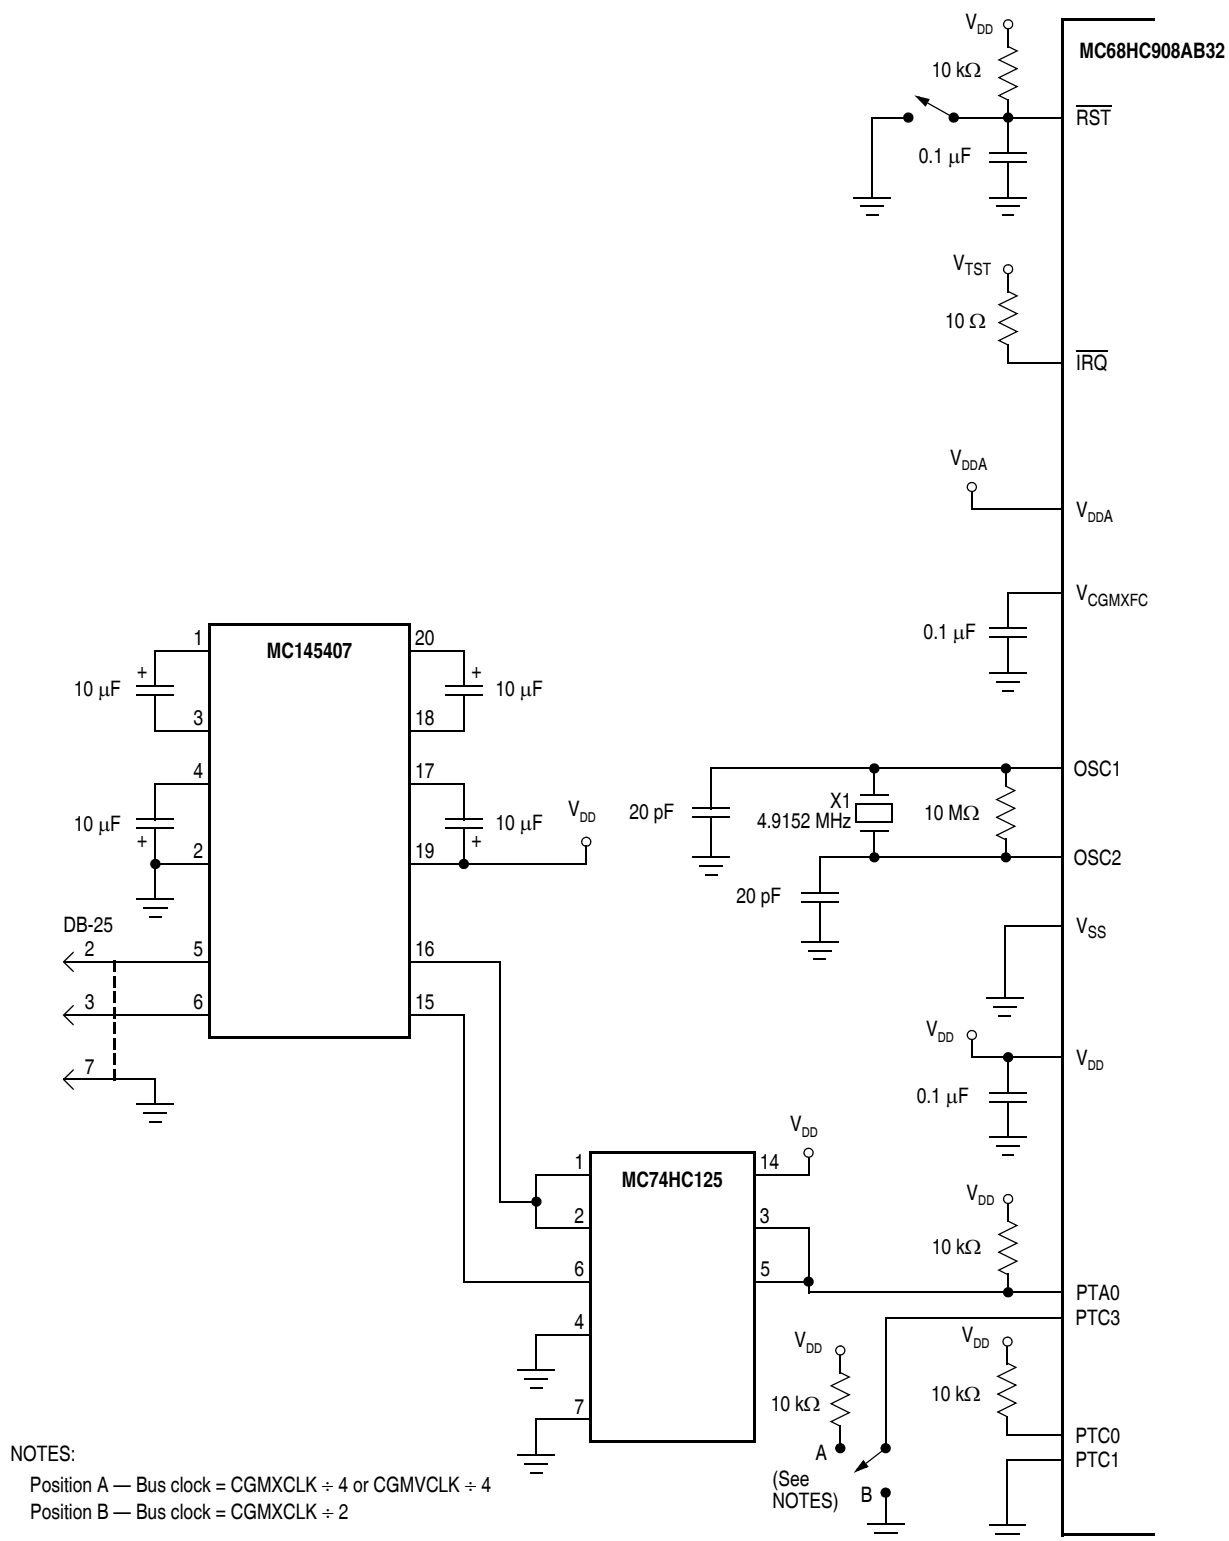 V_DD
MC68HC908AB32
10 kΩ
RST
0.1 µF
V_TST
10 Ω
IRQ
V_DDA
V_DDA
V_CGMXFC
0.1 µF
MC145407
1
20
+
10 µF
+
10 µF
3
18
4
17
10 µF
+
10 µF
+
V_DD
2
19
OSC1
20 pF
X1
4.9152 MHz
10 MΩ
OSC2
20 pF
V_SS
DB-25
2
5
16
3
6
15
7
V_DD
V_DD
0.1 µF
V_DD
MC74HC125
1
14
2
3
6
5
4
7
V_DD
10 kΩ
PTA0
PTC3
V_DD
10 kΩ
V_DD
10 kΩ
PTC0
PTC1
A
(See
NOTES)
B
NOTES:
Position A — Bus clock = CGMXCLK ÷ 4 or CGMVCLK ÷ 4
Position B — Bus clock = CGMXCLK ÷ 2